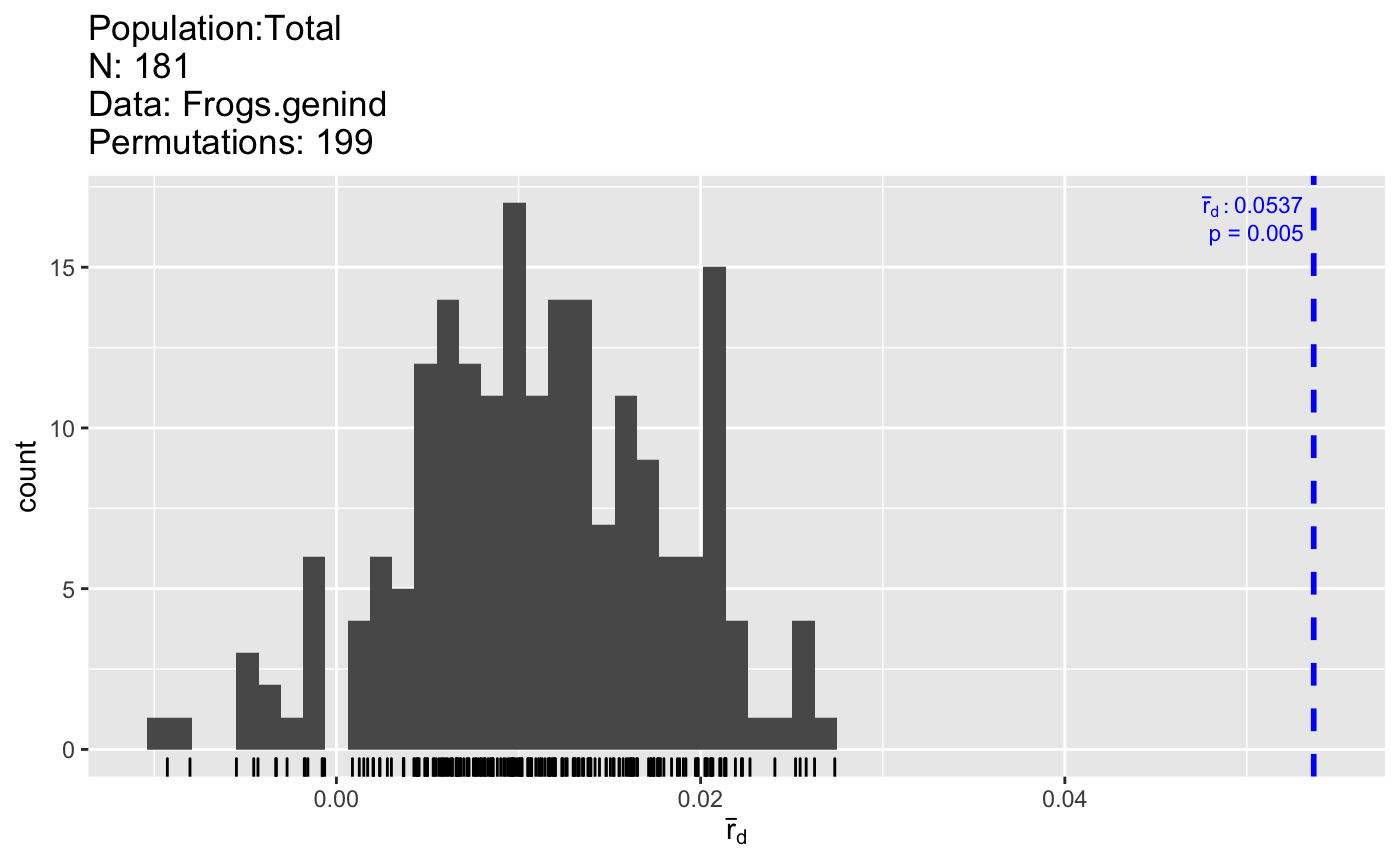 Population:Total
N: 181
Data: Frogs.genind
Permutations: 199
r̄d : 0.0537
p = 0.005
15
10
5
0
count
0.00 0.02 0.04
r̄d